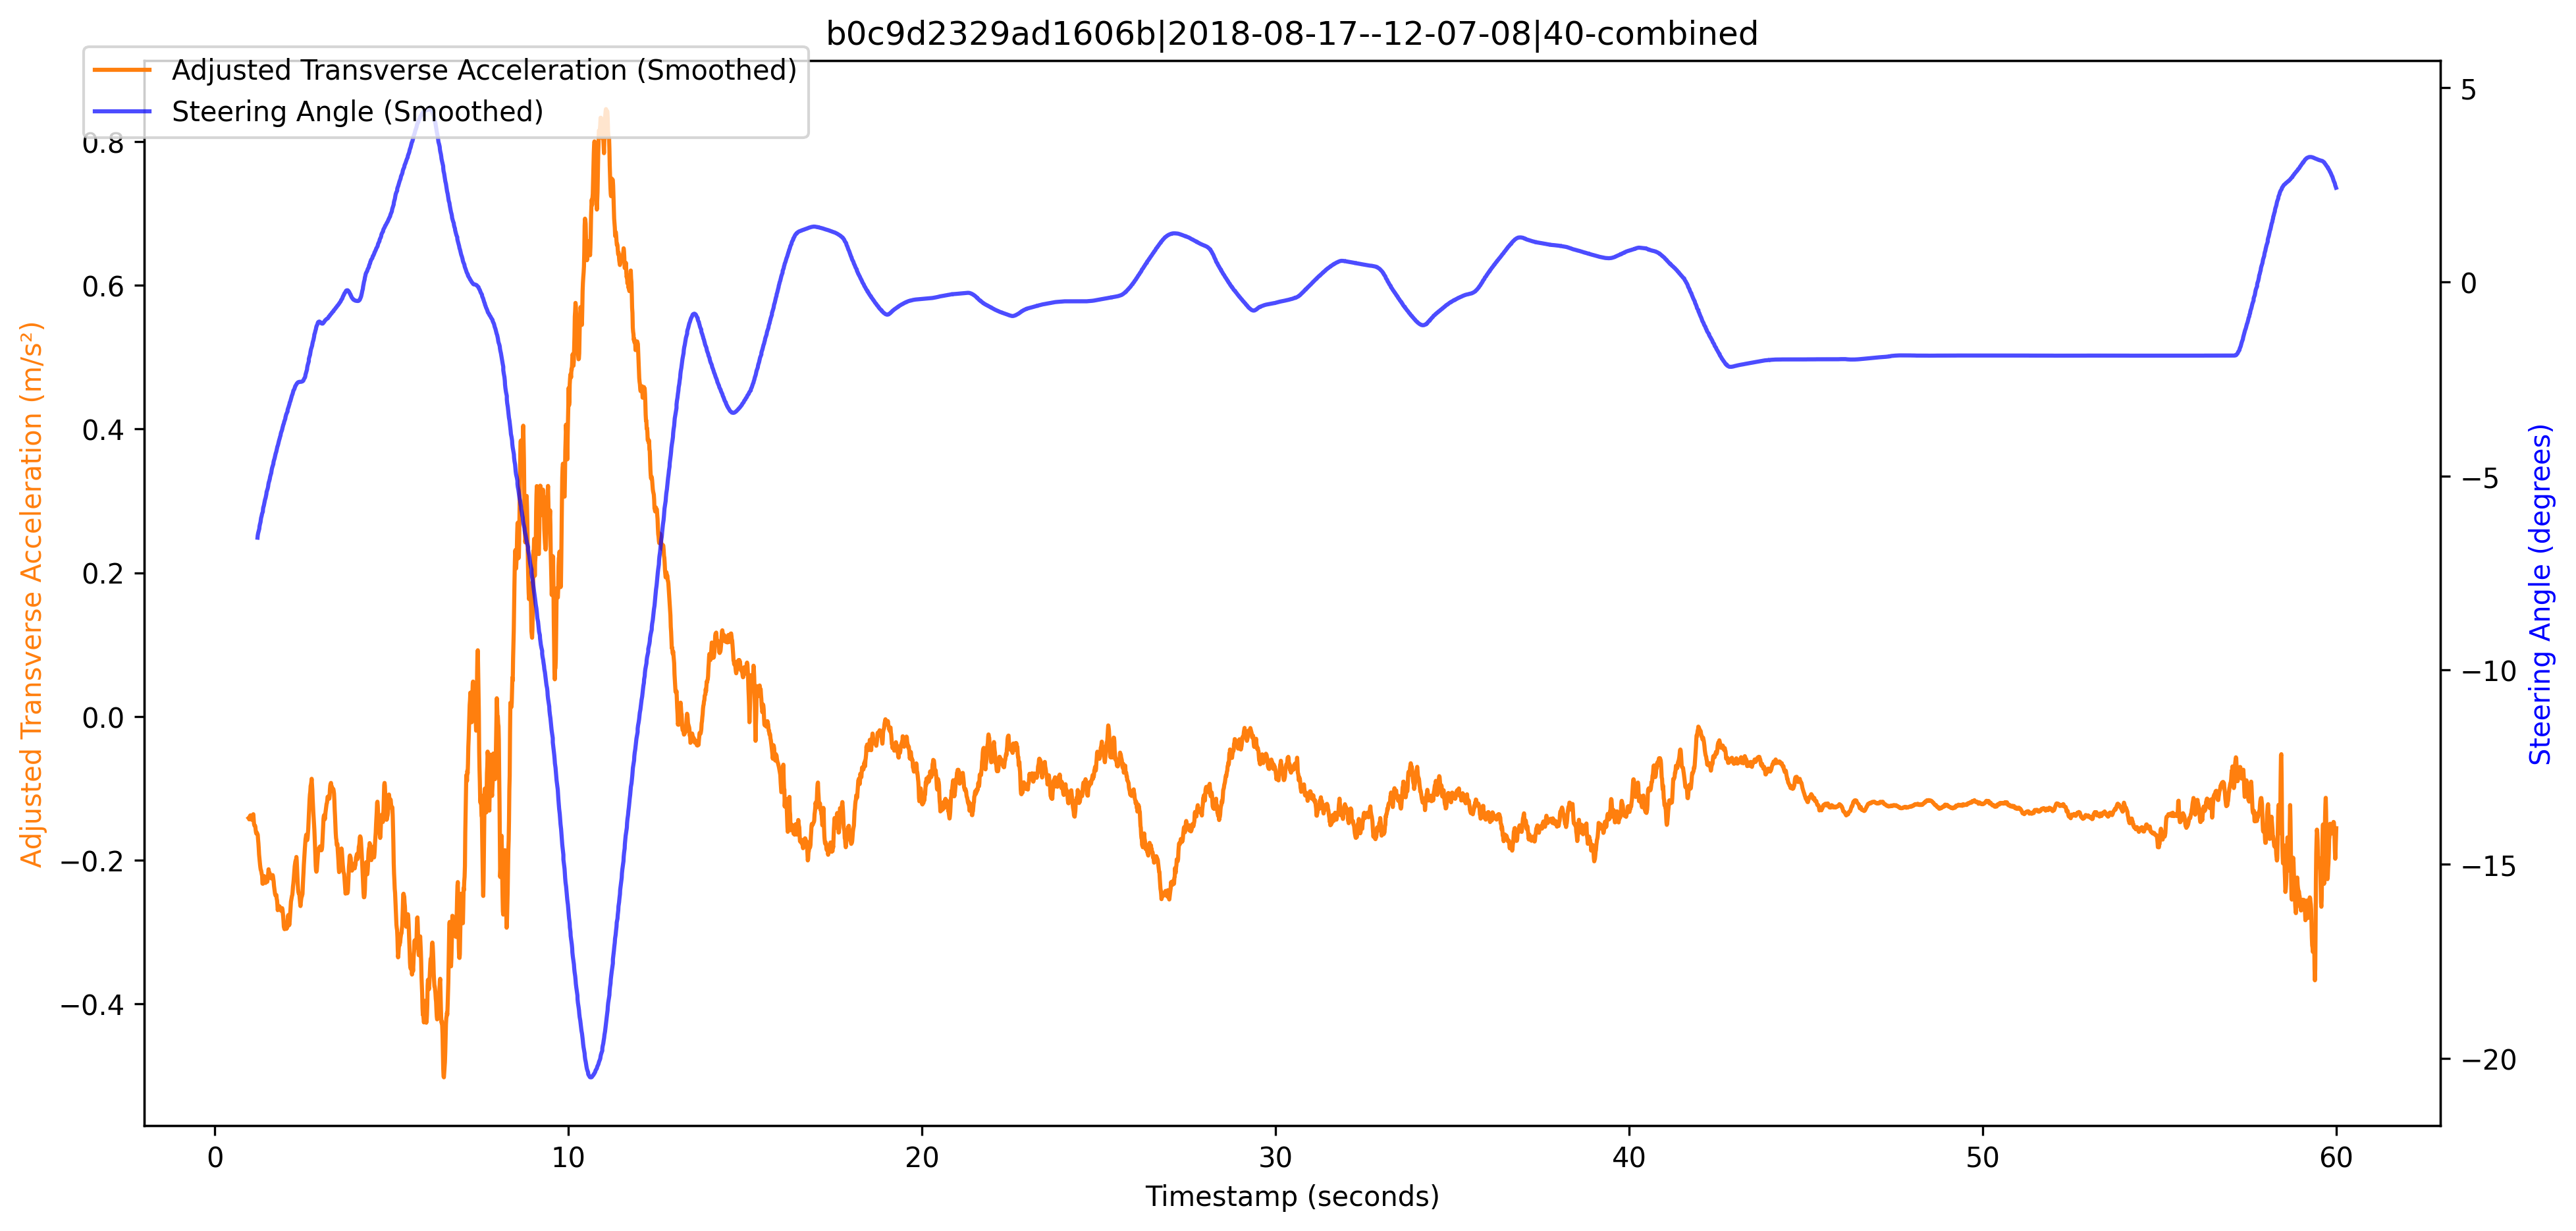 b0c9d2329ad1606b|2018-08-17--12-07-08|40-combined
Adjusted Transverse Acceleration (Smoothed)
Steering Angle (Smoothed)
Adjusted Transverse Acceleration (m/s²)
0.8
0.6
0.4
0.2
0.0
−0.2
−0.4
5
0
−5
−10
−15
−20
Steering Angle (degrees)
0 10 20 30 40 50 60
Timestamp (seconds)